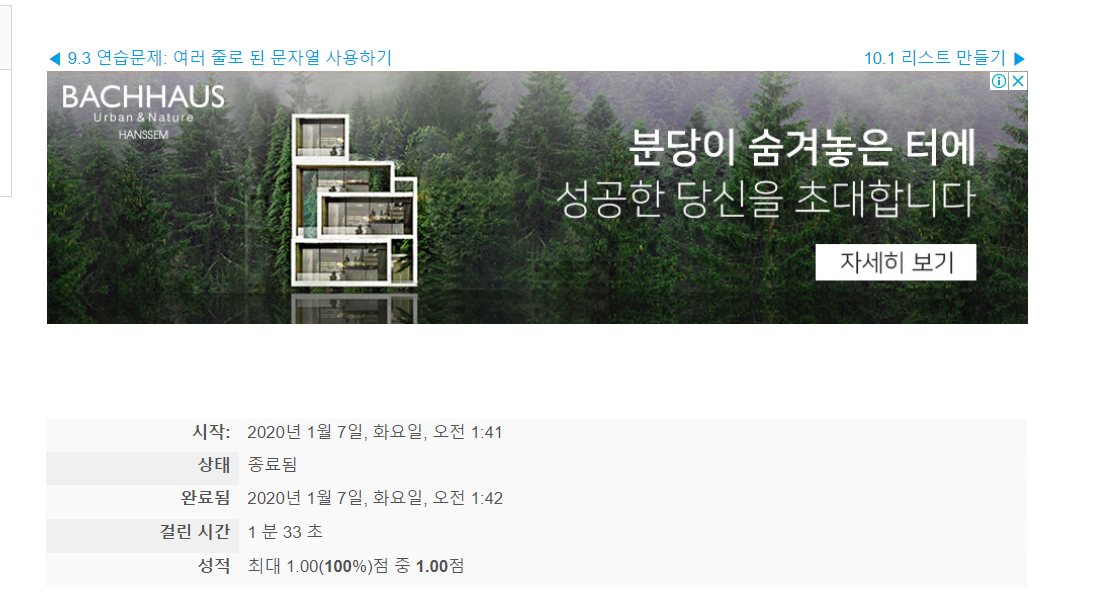 ◀ 9.3 연습문제: 여러 줄로 된 문자열 사용하기
10.1 리스트 만들기 ▶
BACHHAUS
Urban & Nature
HANSSEM
분당이 숨겨놓은 터에
성공한 당신을 초대합니다
자세히 보기
시작: 2020년 1월 7일, 화요일, 오전 1:41
상태 종료됨
완료됨 2020년 1월 7일, 화요일, 오전 1:42
걸린 시간 1 분 33 초
성적 최대 1.00(100%)점 중 1.00점